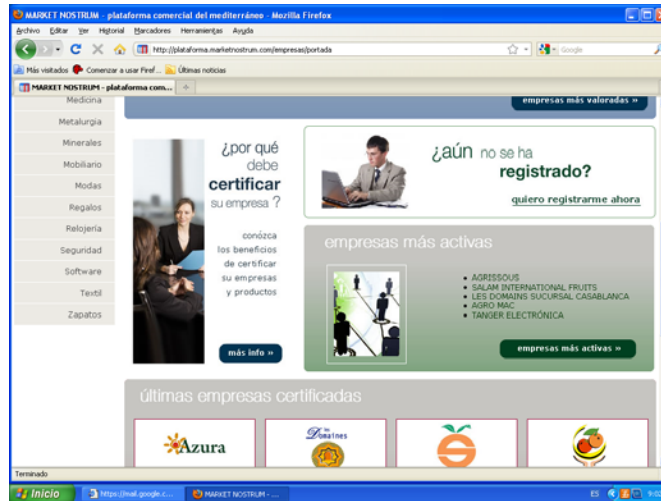 MARKET NOSTRUM - plataforma comercial del mediterráneo - Mozilla Firefox
Archivo Editar Ver Historial Marcadores Herramientas Ayuda
http://plataforma.marketnostrum.com/empresas/portada
Google
Más visitados Comenzar a usar Firef... Últimas noticias
MARKET NOSTRUM - plataforma com...
Medicina
Metalurgia
Minerales
Mobiliario
Modas
Regalos
Relojería
Seguridad
Software
Textil
Zapatos
empresas más valoradas »
¿por qué
debe
certificar
su empresa ?
conózca
los beneficios
de certificar
su empresas
y productos
más info »
¿aún no se ha
registrado?
quiero registrarme ahora
empresas más activas
AGRISSOUS
SALAM INTERNATIONAL FRUITS
LES DOMAINS SUCURSAL CASABLANCA
AGRO MAC
TANGER ELECTRÓNICA
empresas más activas »
últimas empresas certificadas
Azura
Les
Domaines
Terminado
Inicio
https://mail.google.c...
MARKET NOSTRUM - ...
ES